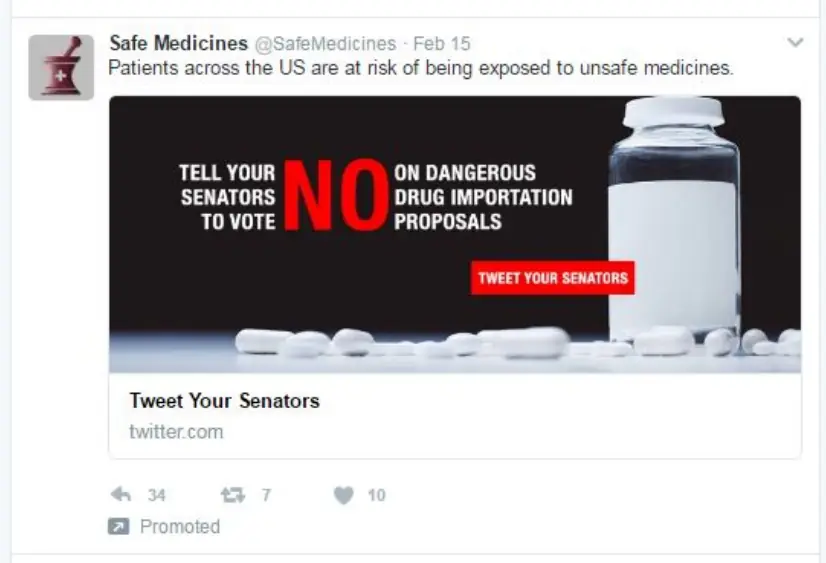 Safe Medicines @SafeMedicines · Feb 15
Patients across the US are at risk of being exposed to unsafe medicines.
TELL YOUR
SENATORS
TO VOTE
NO
ON DANGEROUS
DRUG IMPORTATION
PROPOSALS
TWEET YOUR SENATORS
Tweet Your Senators
twitter.com
34 7 10
Promoted